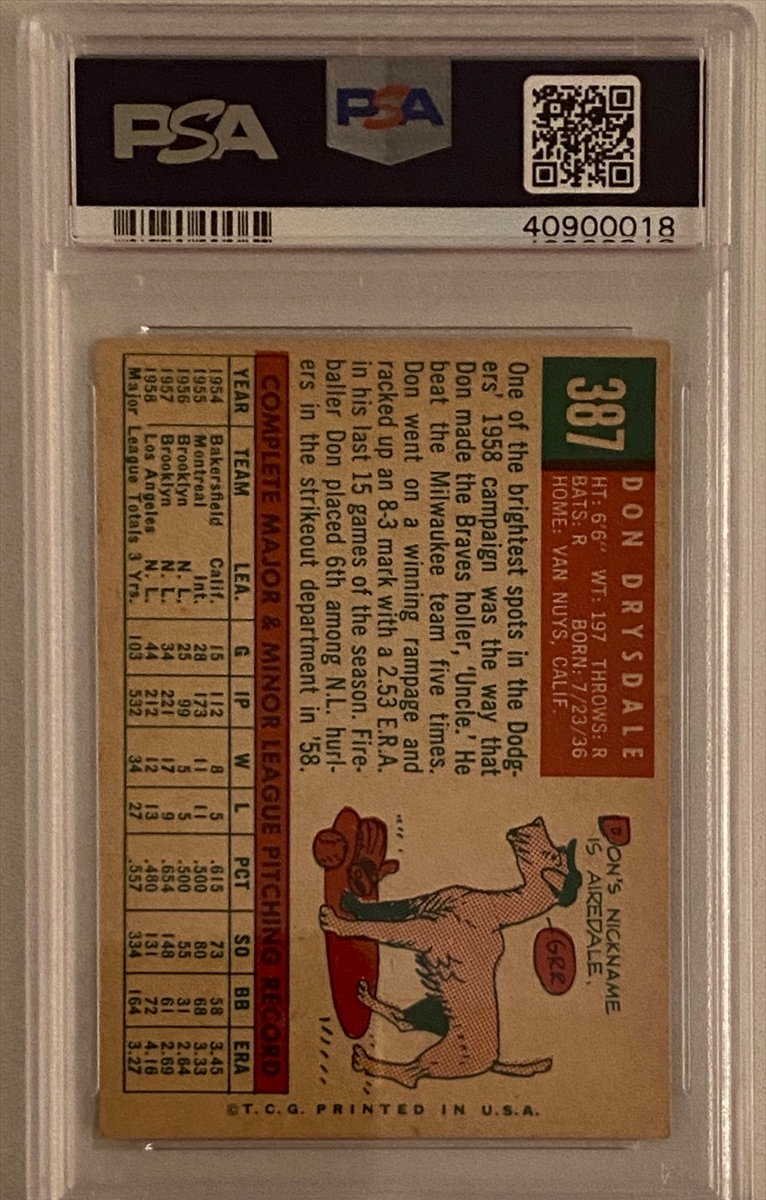 PSA
PSA
40900018
387
DON DRYSDALE
HT: 6'6" WT: 197 THROWS: R
BATS: R BORN: 7/23/36
HOME: VAN NUYS, CALIF.
One of the brightest spots in the Dodg-
ers' 1958 campaign was the way that
Don made the Braves holler, 'Uncle.' He
beat the Milwaukee team five times.
Don went on a winning rampage and
racked up an 8-3 mark with a 2.53 E.R.A.
in his last 15 games of the season. Fire-
baller Don placed 6th among N.L. hurl-
ers in the strikeout department in '58.
DON'S NICKNAME
IS AIREDALE.
GRR
COMPLETE MAJOR & MINOR LEAGUE PITCHING RECORD
YEAR TEAM LEA. G IP W L PCT SO BB ERA
1954 Bakersfield Calif. 15 112 8 5 .615 73 58 3.45
1955 Montreal Int. 28 173 11 11 .500 80 68 3.33
1956 Brooklyn N. L. 25 99 5 5 .500 55 31 2.64
1957 Brooklyn N. L. 34 221 17 9 .654 148 61 2.69
1958 Los Angeles N. L. 44 212 12 13 .480 131 72 4.16
Major League Totals 3 Yrs. 103 532 34 27 .557 334 164 3.27
©T.C.G. PRINTED IN U.S.A.